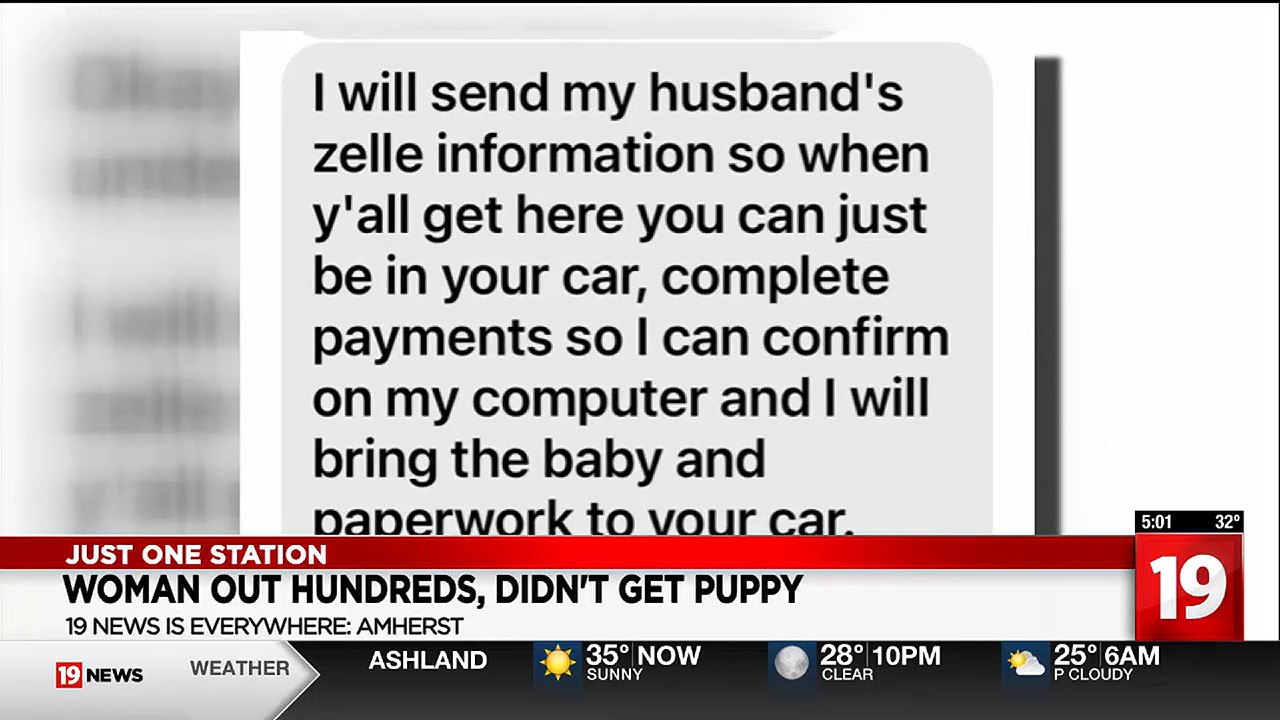 I will send my husband's
zelle information so when
y'all get here you can just
be in your car, complete
payments so I can confirm
on my computer and I will
bring the baby and
paperwork to your car.
5:01 32°
JUST ONE STATION
19
WOMAN OUT HUNDREDS, DIDN'T GET PUPPY
19 NEWS IS EVERYWHERE: AMHERST
19 NEWS WEATHER ASHLAND 35° NOW 28° 10PM 25° 6AM
SUNNY CLEAR P CLOUDY